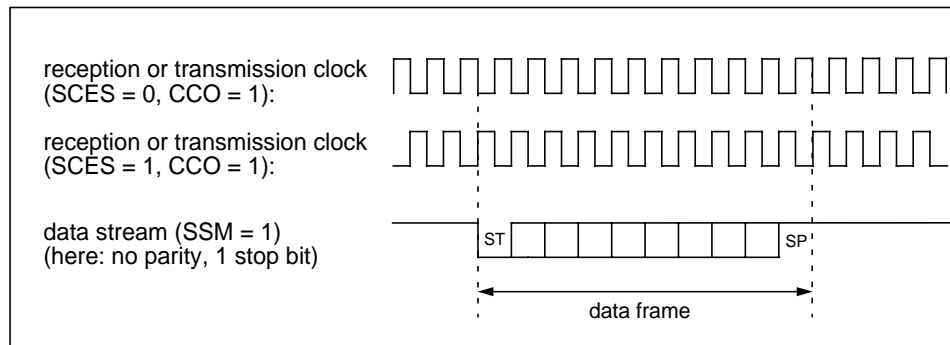 reception or transmission clock
(SCES = 0, CCO = 1):
reception or transmission clock
(SCES = 1, CCO = 1):
data stream (SSM = 1)
(here: no parity, 1 stop bit)
ST
SP
data frame